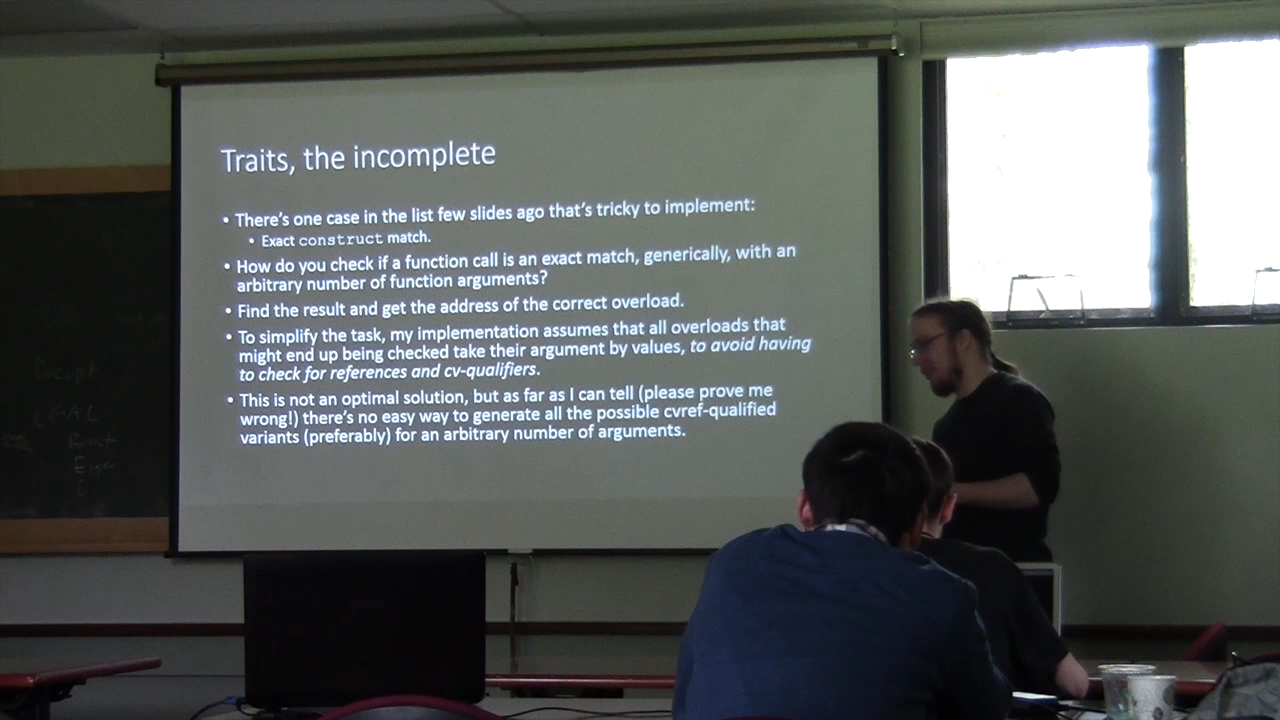 Traits, the incomplete
• There's one case in the list few slides ago that's tricky to implement:
• Exact construct match.
• How do you check if a function call is an exact match, generically, with an
arbitrary number of function arguments?
• Find the result and get the address of the correct overload.
• To simplify the task, my implementation assumes that all overloads that
might end up being checked take their argument by values, to avoid having
to check for references and cv-qualifiers.
• This is not an optimal solution, but as far as I can tell (please prove me
wrong!) there's no easy way to generate all the possible cvref-qualified
variants (preferably) for an arbitrary number of arguments.
CGAL
Boost